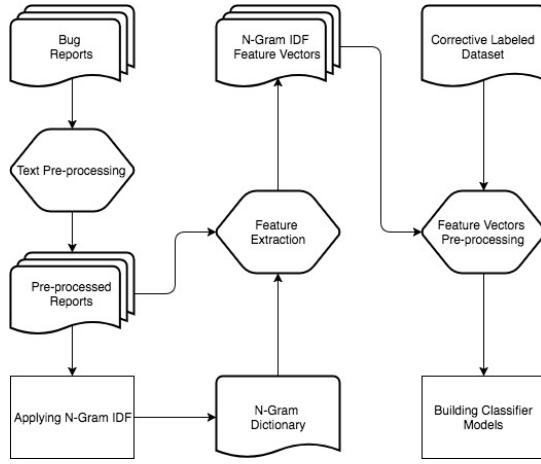 Bug
Reports
Text Pre-processing
Pre-processed
Reports
Applying N-Gram IDF
N-Gram IDF
Feature Vectors
Feature
Extraction
N-Gram
Dictionary
Corrective Labeled
Dataset
Feature Vectors
Pre-processing
Building Classifier
Models